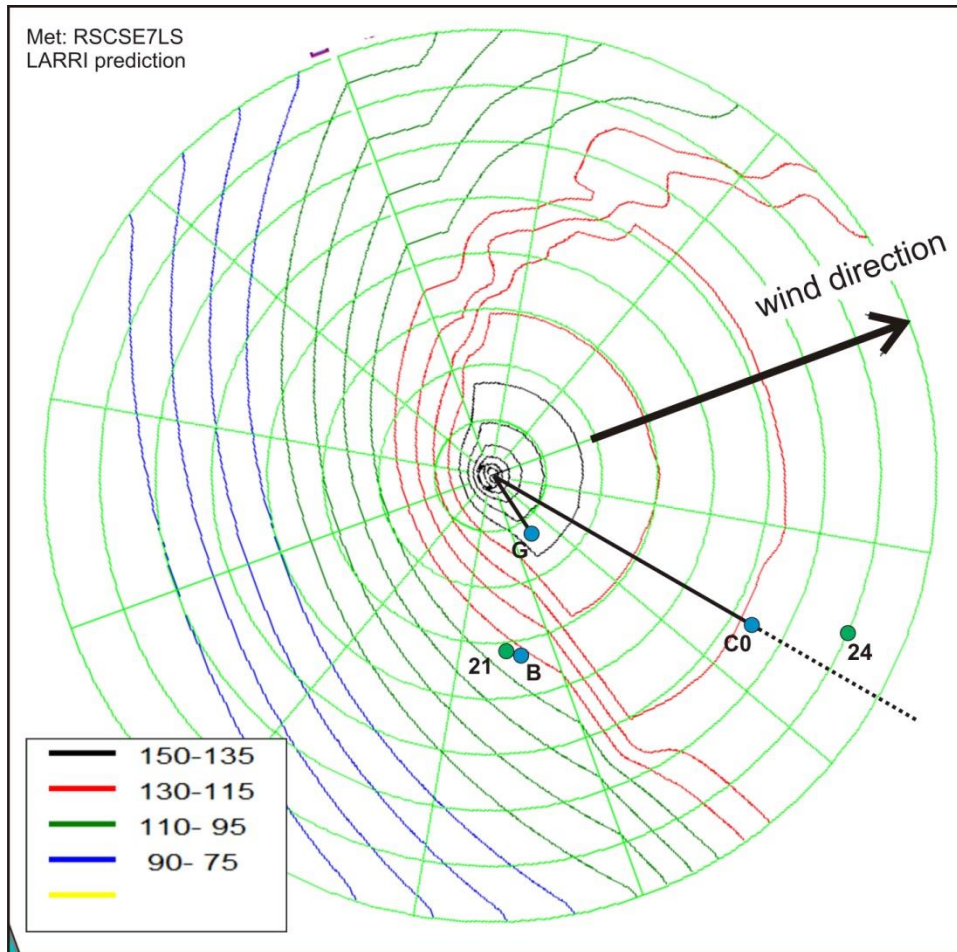 Met: RSCSE7LS
LARRI prediction
wind direction
G
C0
24
21
B
150-135
130-115
110- 95
90- 75